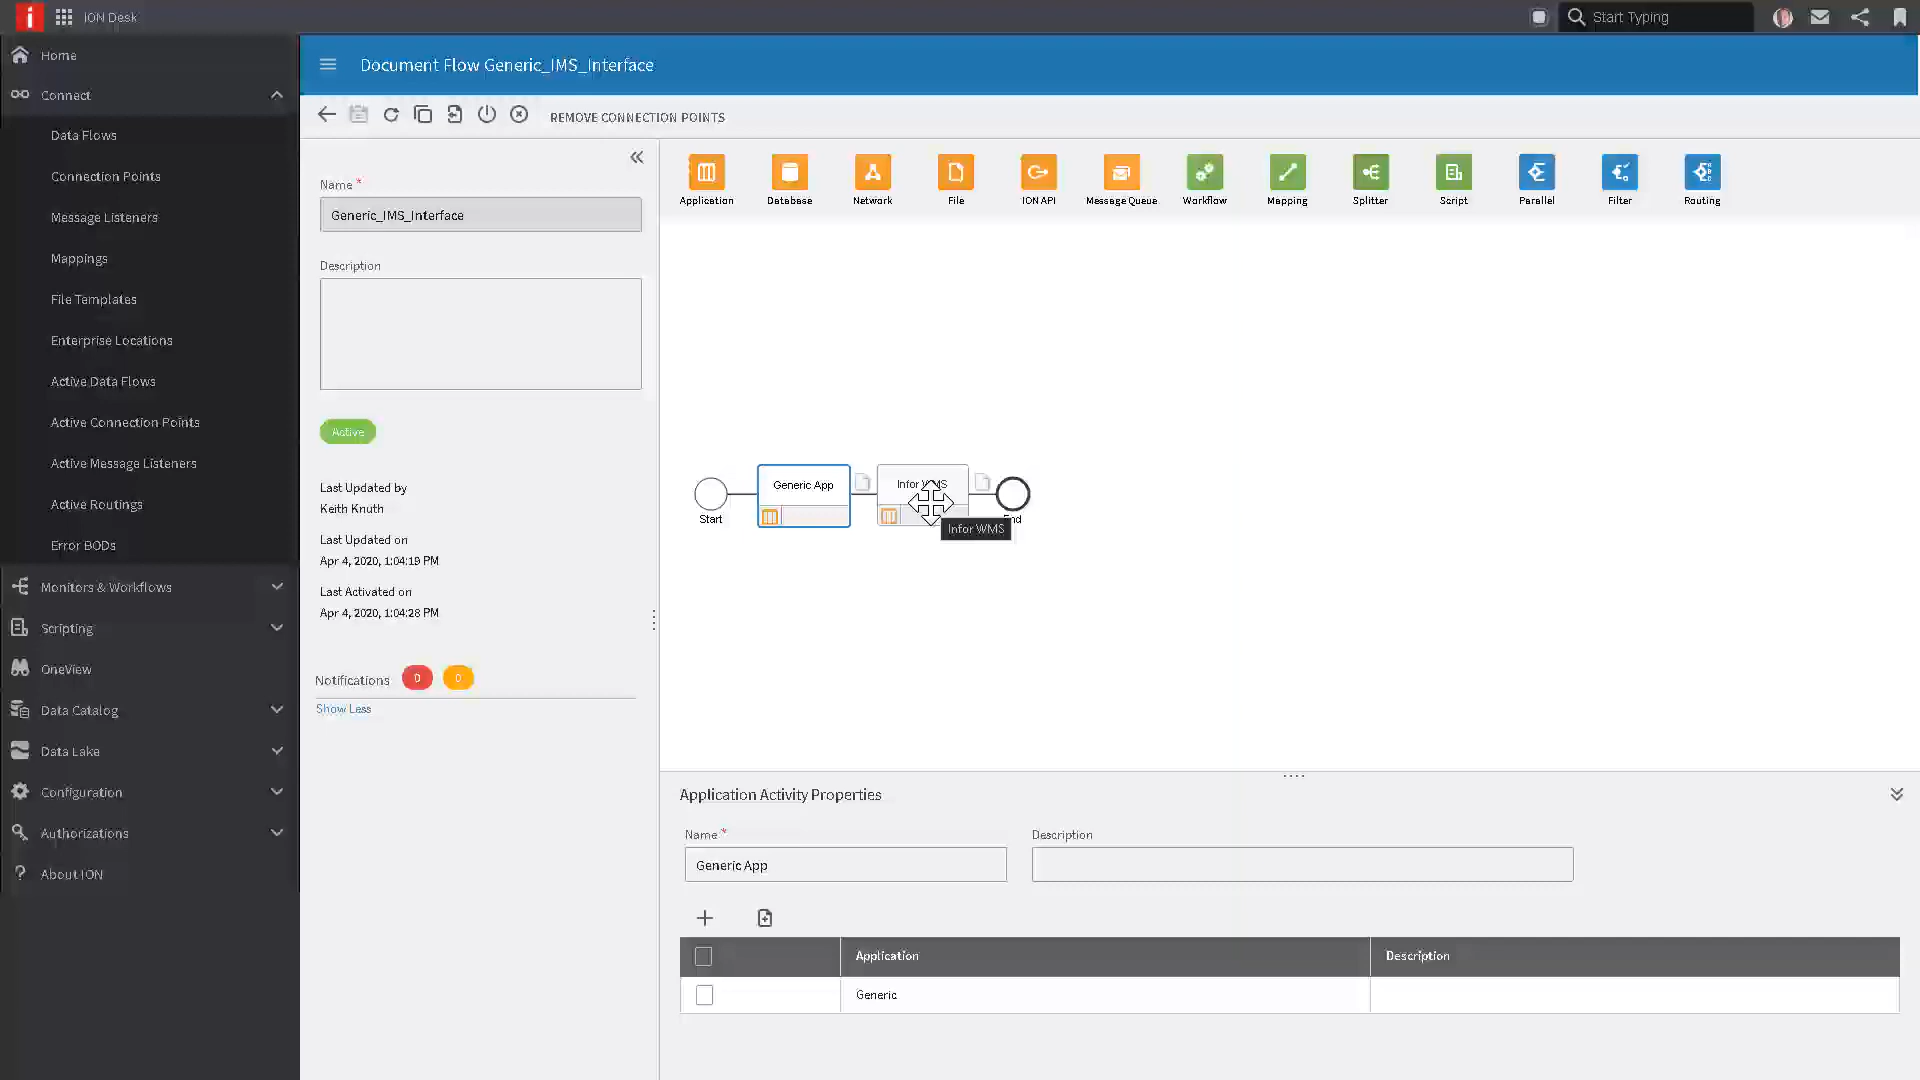 ION Desk
Start Typing
Home
Connect
Data Flows
Connection Points
Message Listeners
Mappings
File Templates
Enterprise Locations
Active Data Flows
Active Connection Points
Active Message Listeners
Active Routings
Error BODs
Monitors & Workflows
Scripting
OneView
Data Catalog
Data Lake
Configuration
Authorizations
About ION
Document Flow Generic_IMS_Interface
REMOVE CONNECTION POINTS
Name *
Generic_IMS_Interface
Description
Active
Last Updated by
Keith Knuth
Last Updated on
Apr 4, 2020, 1:04:19 PM
Last Activated on
Apr 4, 2020, 1:04:28 PM
Notifications 0 0
Show Less
Application Database Network File ION API Message Queue Workflow Mapping Splitter Script Parallel Filter Routing
Start
Generic App
Infor WMS
Infor WMS
Application Activity Properties
Name * Description
Generic App
Application Description
Generic